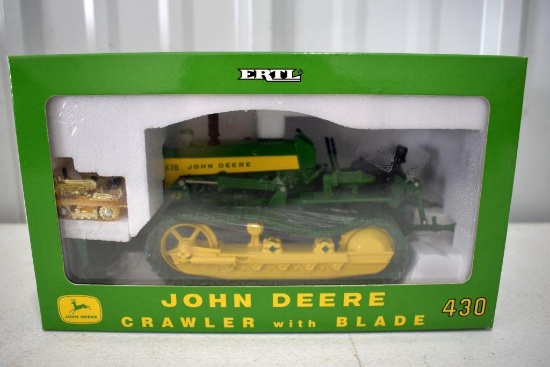 ERTL
430 JOHN DEERE
JOHN DEERE
JOHN DEERE
CRAWLER with BLADE
430